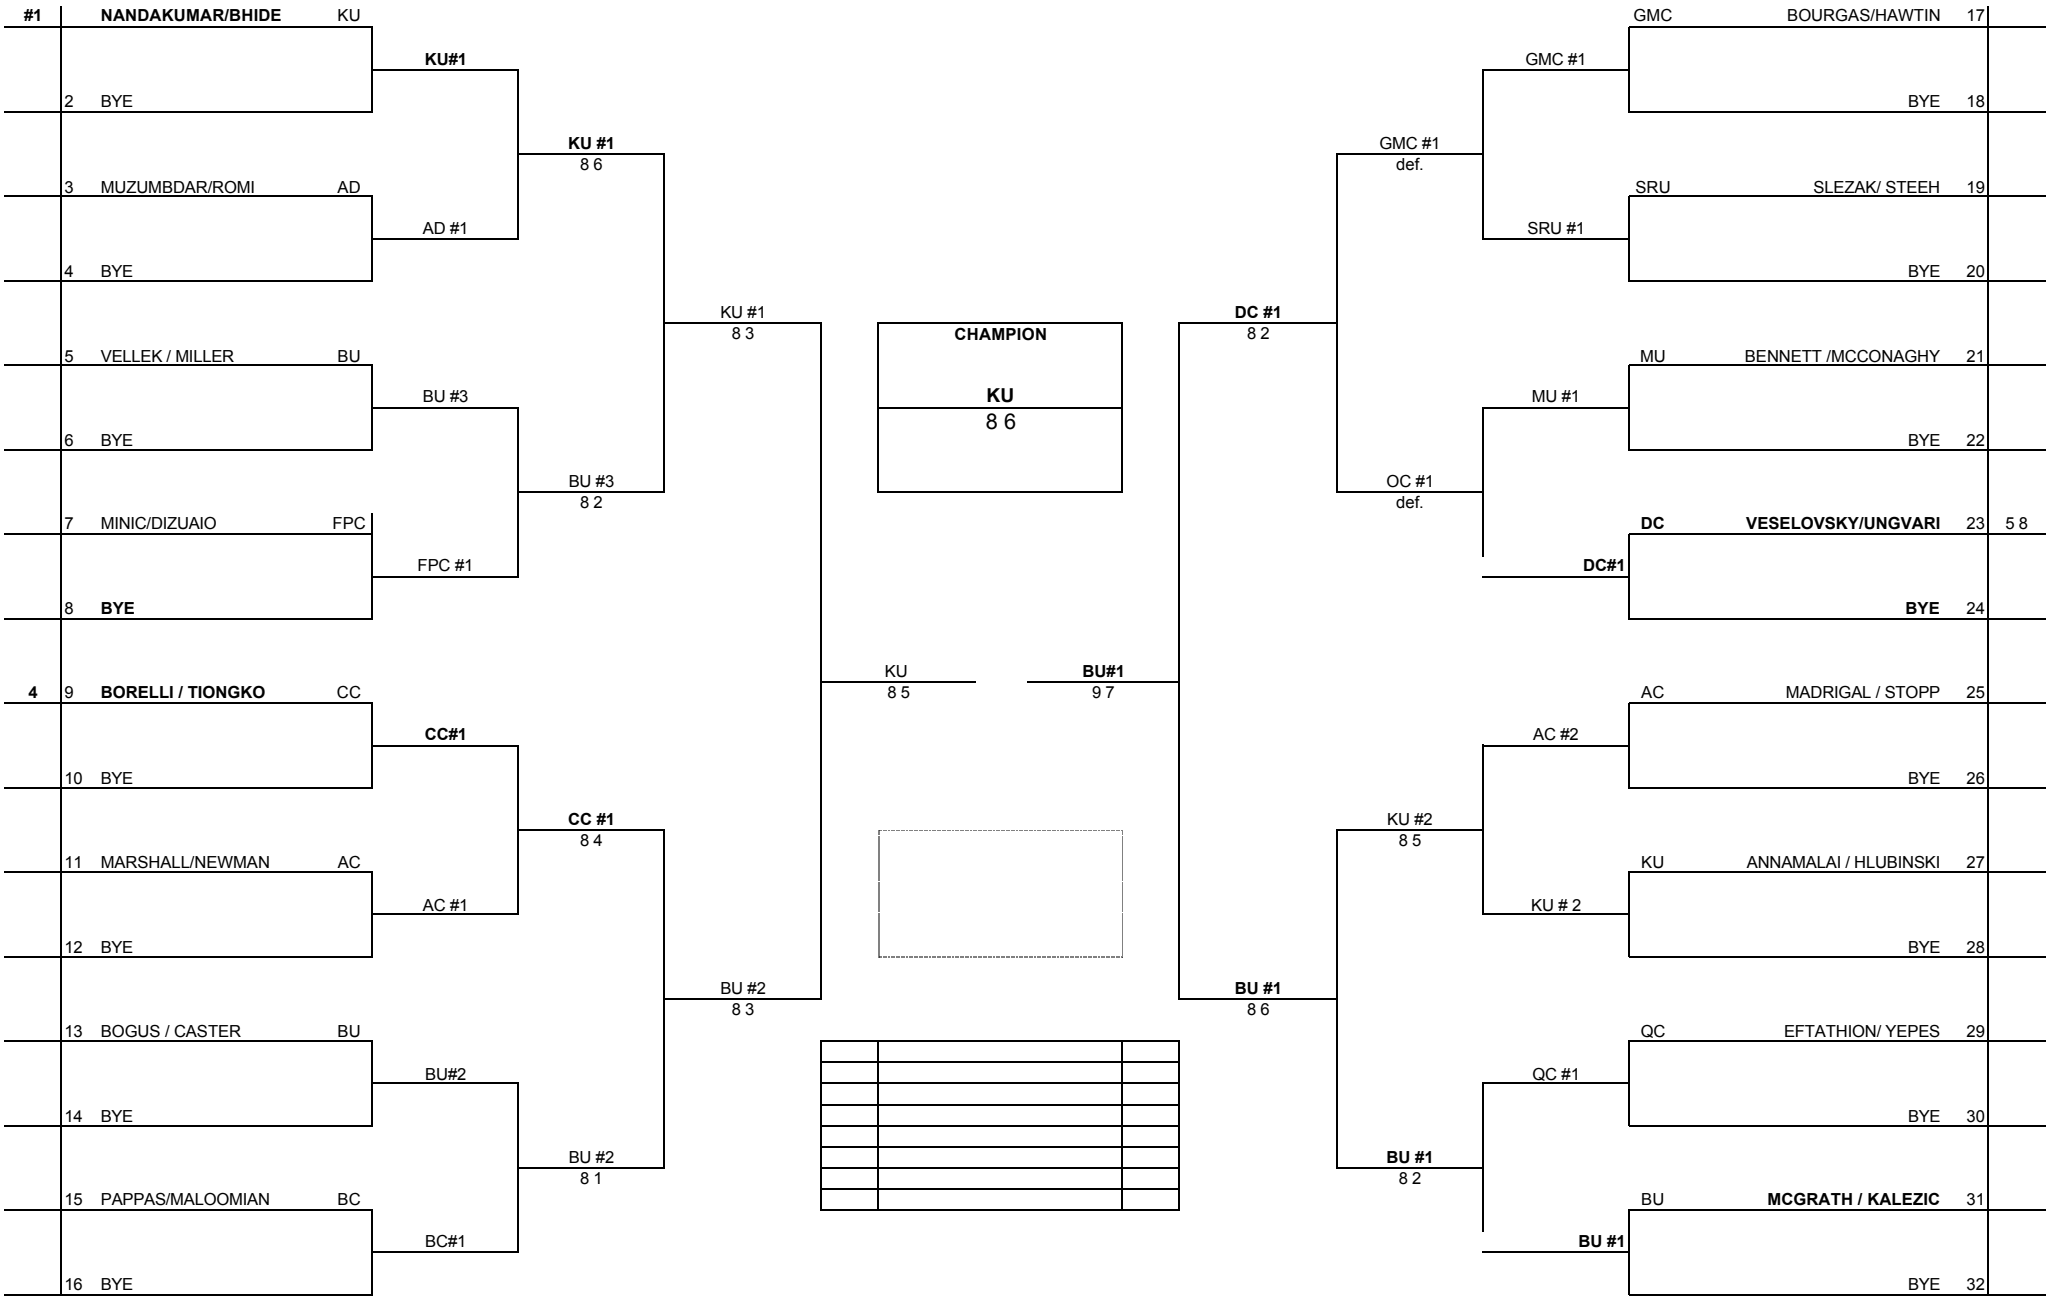 #1 NANDAKUMAR/BHIDE KU GMC BOURGAS/HAWTIN 17
KU#1 GMC #1
2 BYE BYE 18
KU #1 GMC #1
8 6 def.
3 MUZUMBDAR/ROMI AD SRU SLEZAK/ STEEH 19
AD #1 SRU #1
4 BYE BYE 20
KU #1 DC #1
8 3 CHAMPION 8 2
5 VELLEK / MILLER BU MU BENNETT /MCCONAGHY 21
BU #3 KU MU #1
8 6
6 BYE BYE 22
BU #3 OC #1
8 2 def.
7 MINIC/DIZUAIO FPC DC VESELOVSKY/UNGVARI 23 5 8
FPC #1 DC#1
8 BYE BYE 24
KU BU#1
4 9 BORELLI / TIONGKO CC 8 5 9 7 AC MADRIGAL / STOPP 25
CC#1 AC #2
10 BYE BYE 26
CC #1 KU #2
8 4 8 5
11 MARSHALL/NEWMAN AC KU ANNAMALAI / HLUBINSKI 27
AC #1 KU # 2
12 BYE BYE 28
BU #2 BU #1
8 3 8 6
13 BOGUS / CASTER BU QC EFTATHION/ YEPES 29
BU#2 QC #1
14 BYE BYE 30
BU #2 BU #1
8 1 8 2
15 PAPPAS/MALOOMIAN BC BU MCGRATH / KALEZIC 31
BC#1 BU #1
16 BYE BYE 32